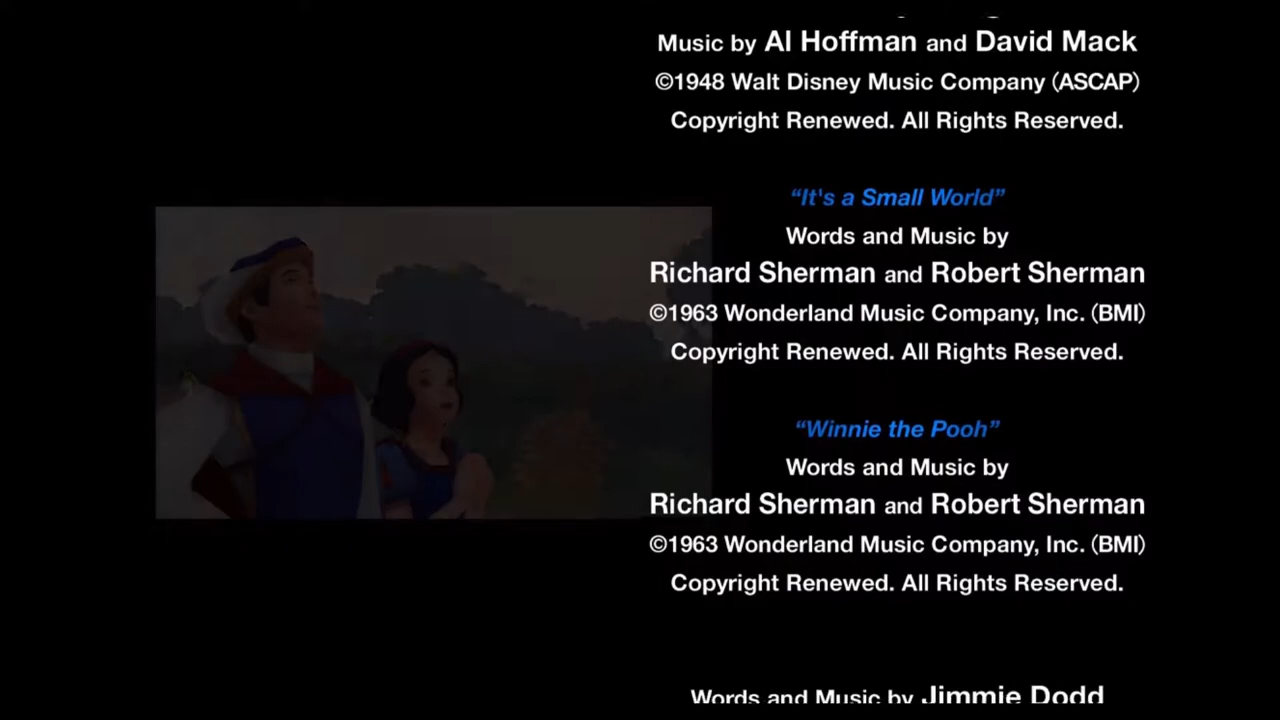 Music by Al Hoffman and David Mack
©1948 Walt Disney Music Company (ASCAP)
Copyright Renewed. All Rights Reserved.
“It's a Small World”
Words and Music by
Richard Sherman and Robert Sherman
©1963 Wonderland Music Company, Inc. (BMI)
Copyright Renewed. All Rights Reserved.
“Winnie the Pooh”
Words and Music by
Richard Sherman and Robert Sherman
©1963 Wonderland Music Company, Inc. (BMI)
Copyright Renewed. All Rights Reserved.
Words and Music by Jimmie Dodd